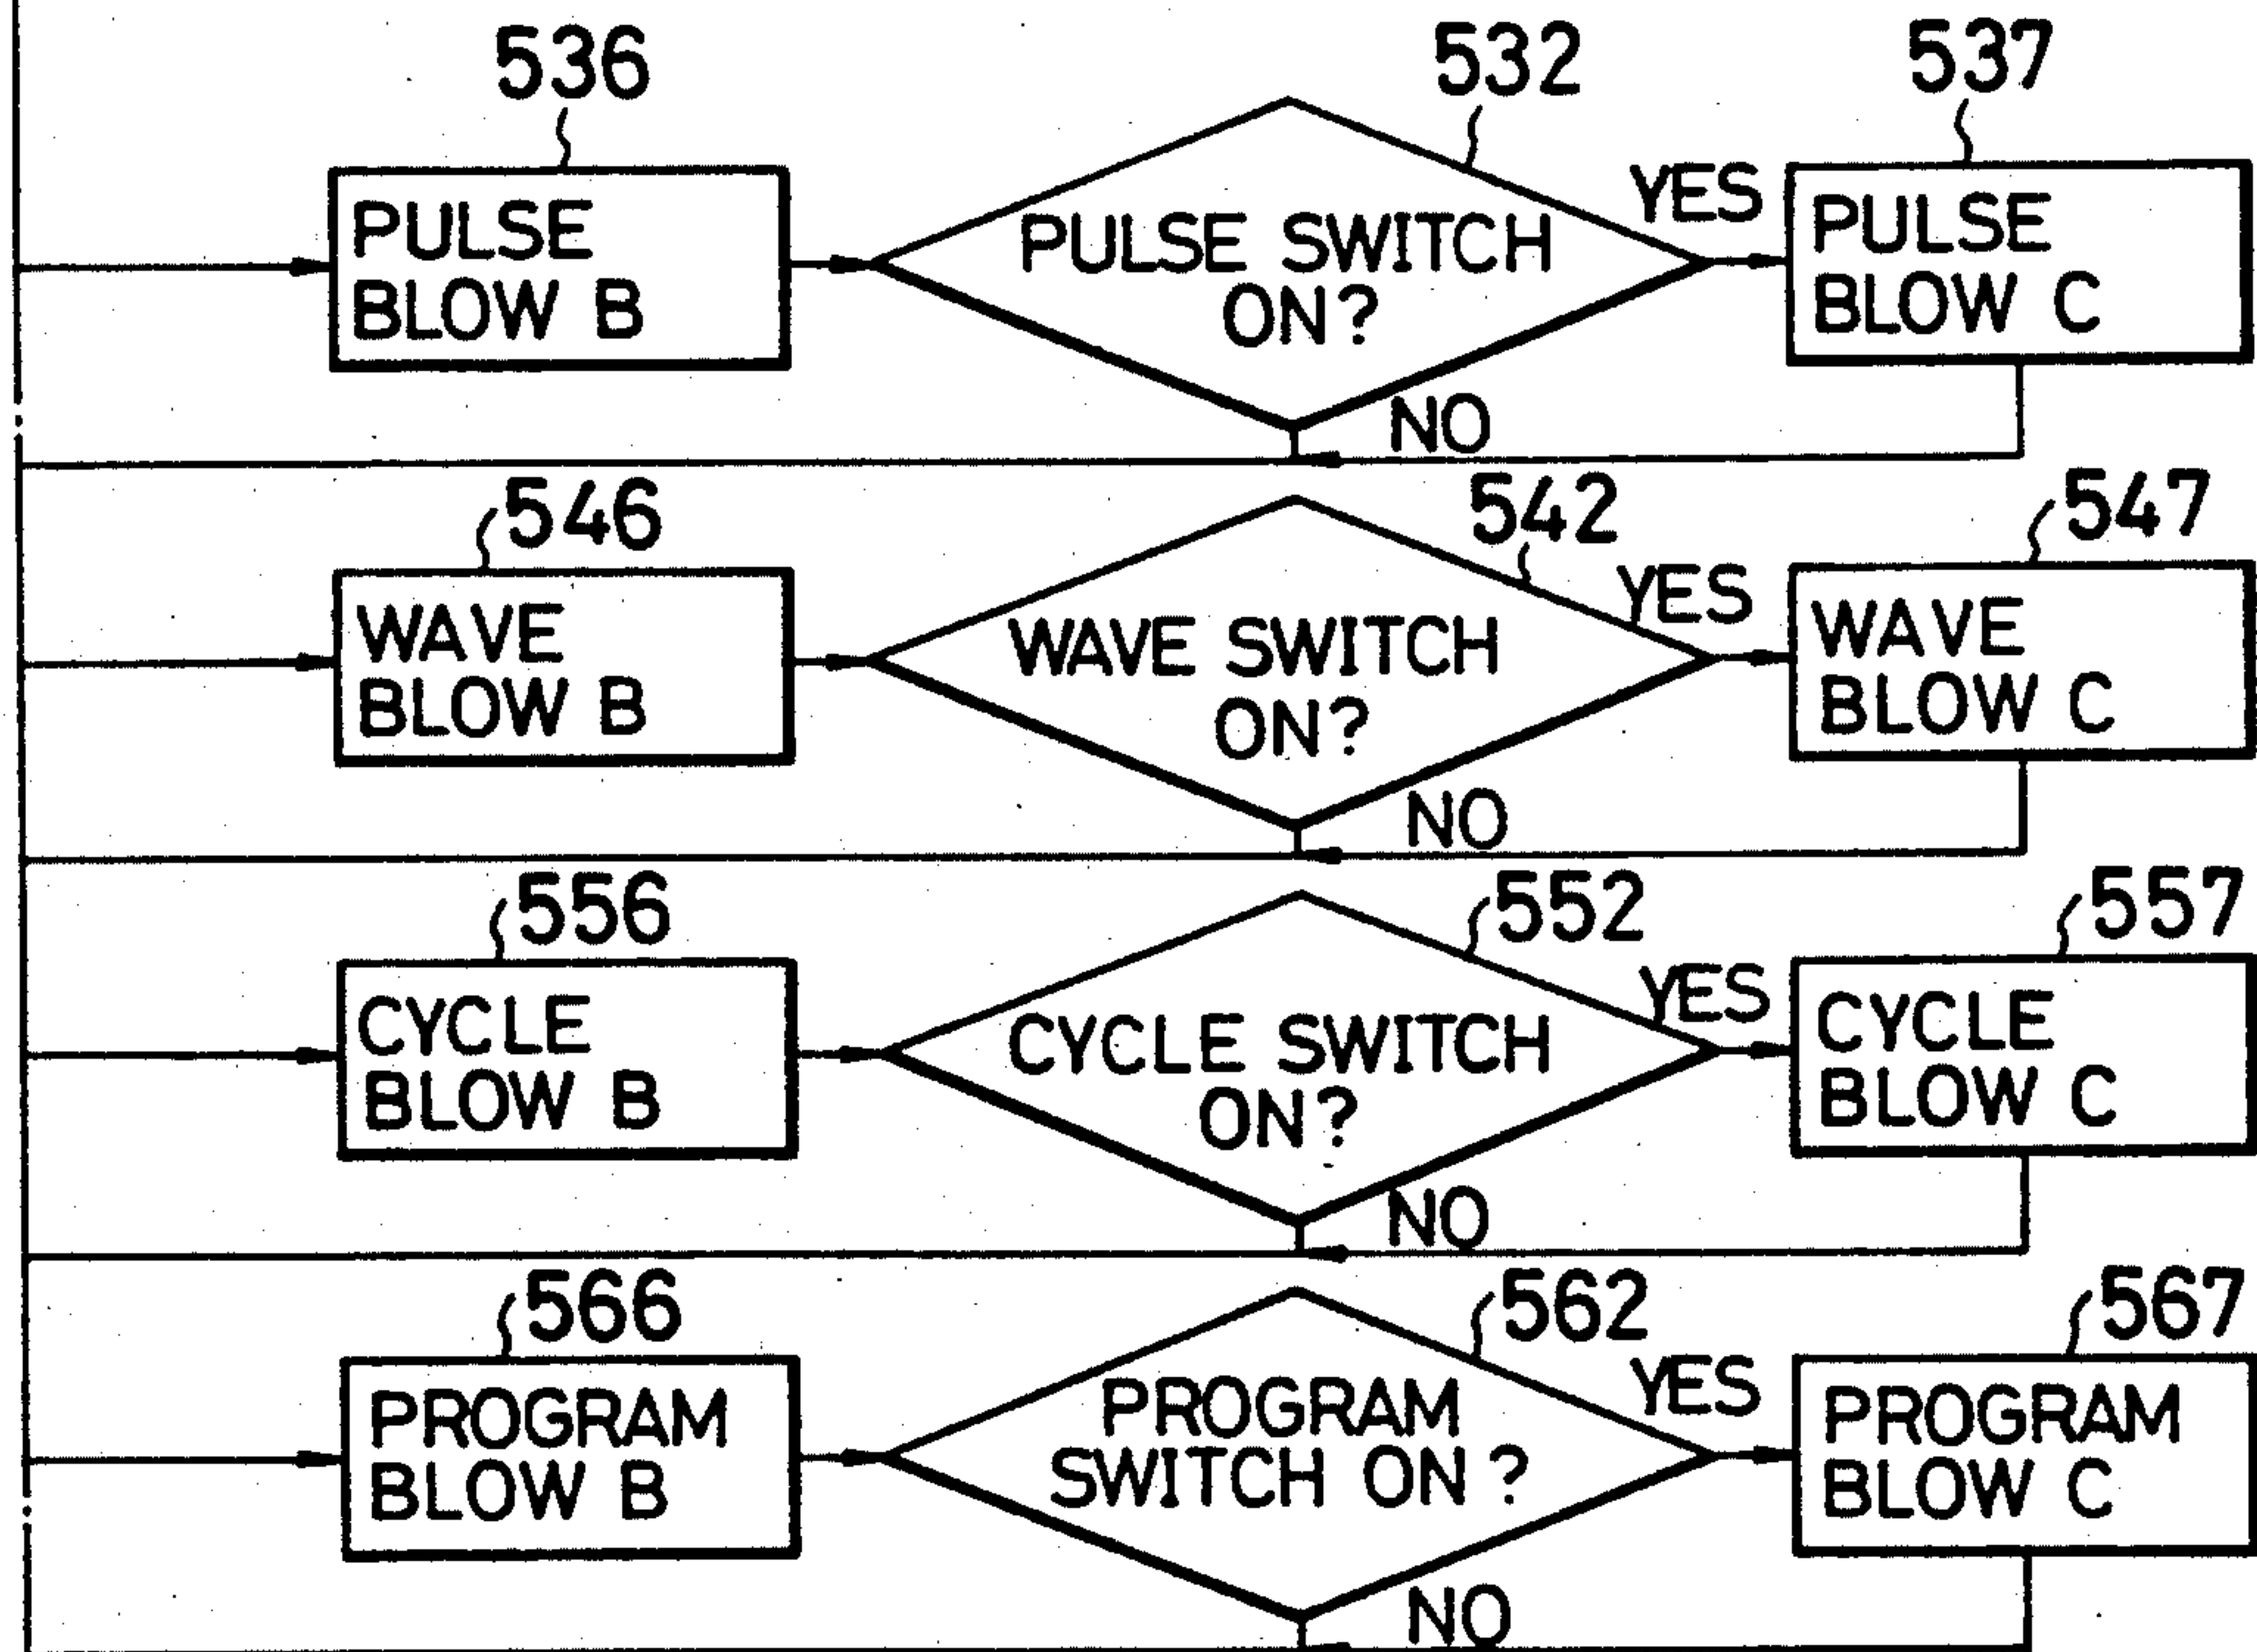 536
532
537
PULSE
BLOW B
PULSE SWITCH
ON?
YES
PULSE
BLOW C
NO
546
542
547
WAVE
BLOW B
WAVE SWITCH
ON?
YES
WAVE
BLOW C
NO
556
552
557
CYCLE
BLOW B
CYCLE SWITCH
ON?
YES
CYCLE
BLOW C
NO
566
562
567
PROGRAM
BLOW B
PROGRAM
SWITCH ON ?
YES
PROGRAM
BLOW C
NO